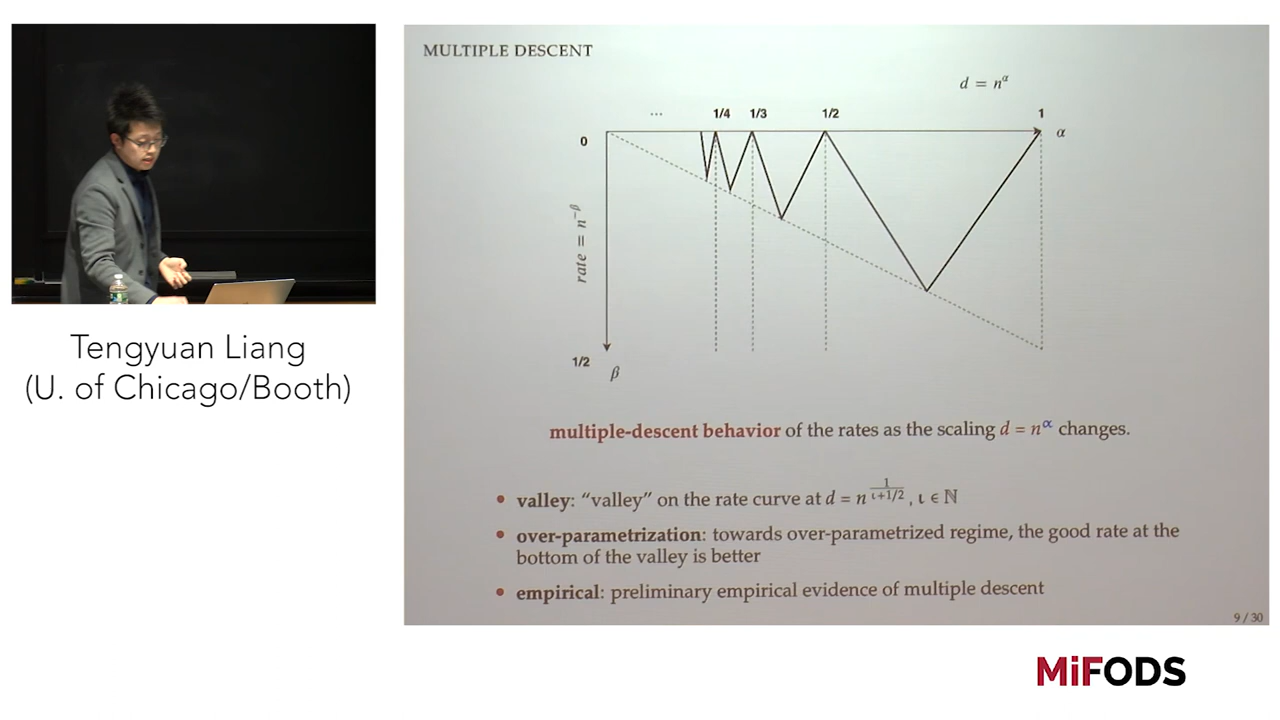 MULTIPLE DESCENT
d = n^α
... 1/4 1/3 1/2 1
0
α
rate = n^{-β}
1/2
β
multiple-descent behavior of the rates as the scaling d = n^α changes.
• valley: “valley” on the rate curve at d = n^{1/(ι+1/2)}, ι ∈ ℕ
• over-parametrization: towards over-parametrized regime, the good rate at the
bottom of the valley is better
• empirical: preliminary empirical evidence of multiple descent
9 / 30
Tengyuan Liang
(U. of Chicago/Booth)
MiFODS